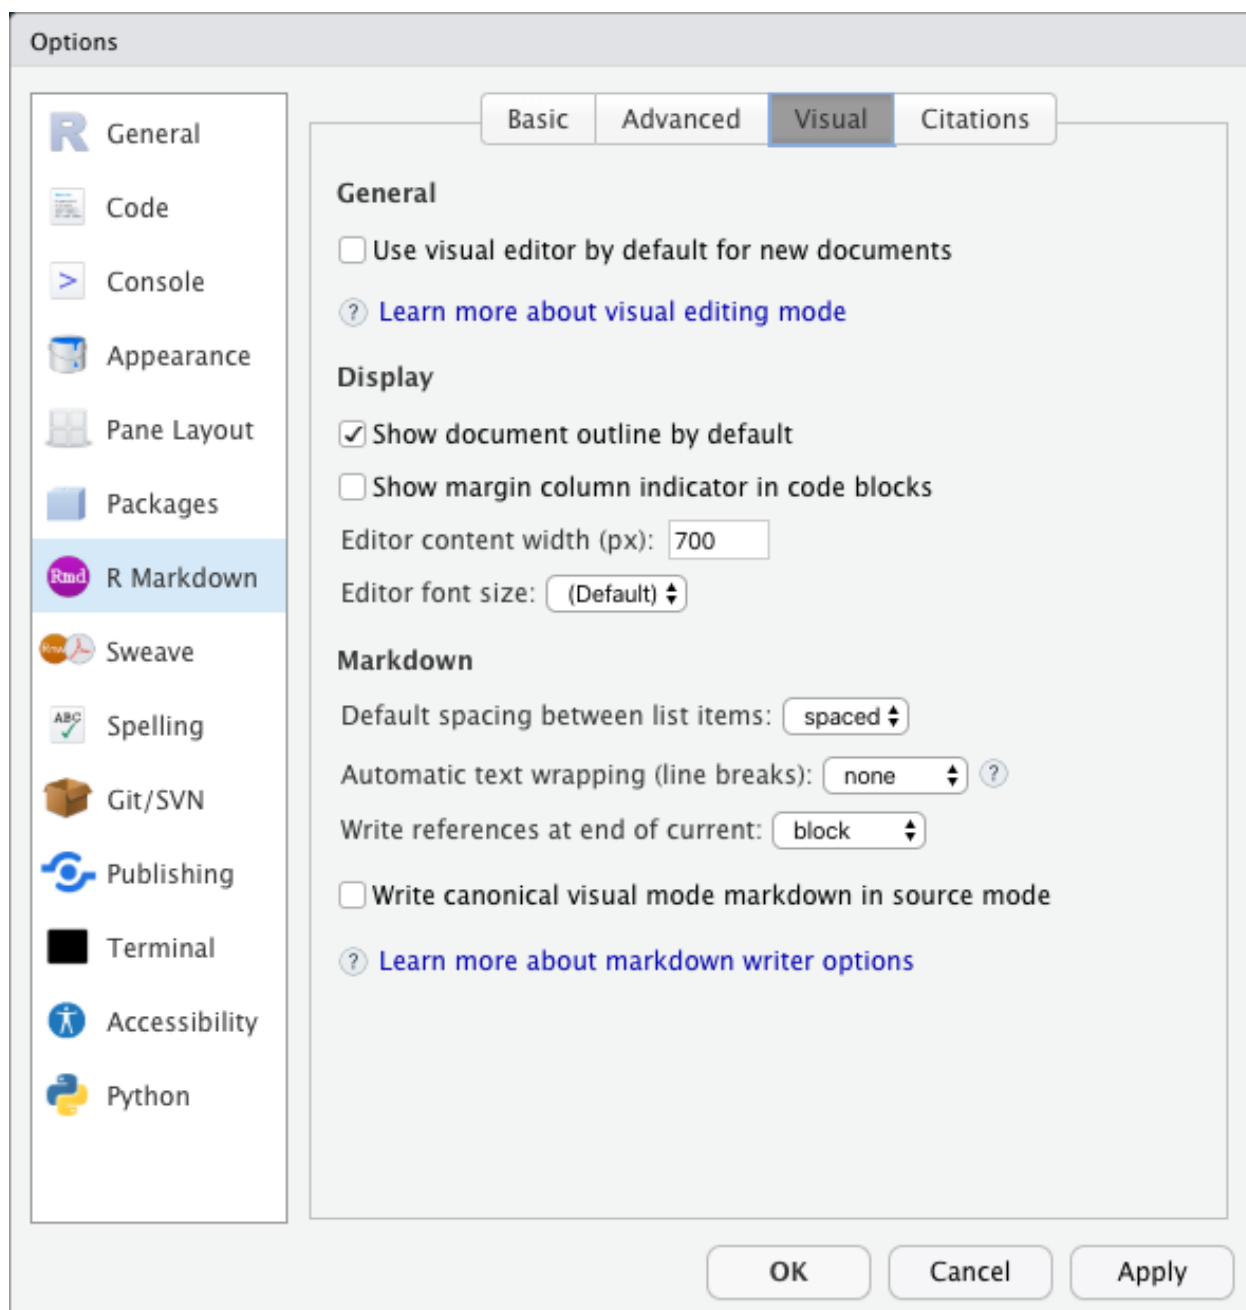 Options
General
Code
Console
Appearance
Pane Layout
Packages
Rmd R Markdown
Rnw Sweave
ABC Spelling
Git/SVN
Publishing
Terminal
Accessibility
Python
Basic Advanced Visual Citations
General
Use visual editor by default for new documents
? Learn more about visual editing mode
Display
Show document outline by default
Show margin column indicator in code blocks
Editor content width (px): 700
Editor font size: (Default)
Markdown
Default spacing between list items: spaced
Automatic text wrapping (line breaks): none ?
Write references at end of current: block
Write canonical visual mode markdown in source mode
? Learn more about markdown writer options
OK Cancel Apply